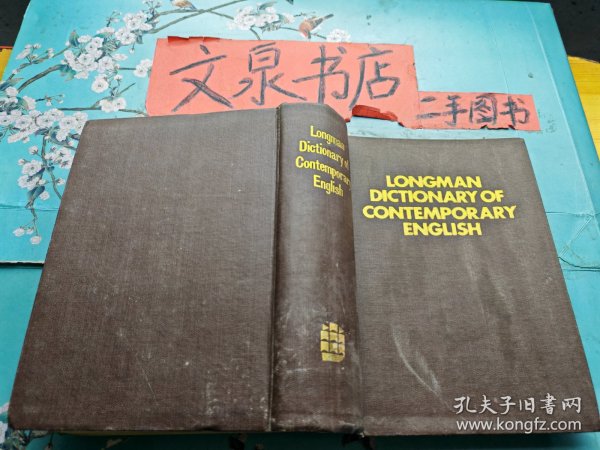 文泉书店
二手图书
Longman
Dictionary of
Contemporary
English
LONGMAN
DICTIONARY OF
CONTEMPORARY
ENGLISH
孔夫子旧书网
www.kongfz.com